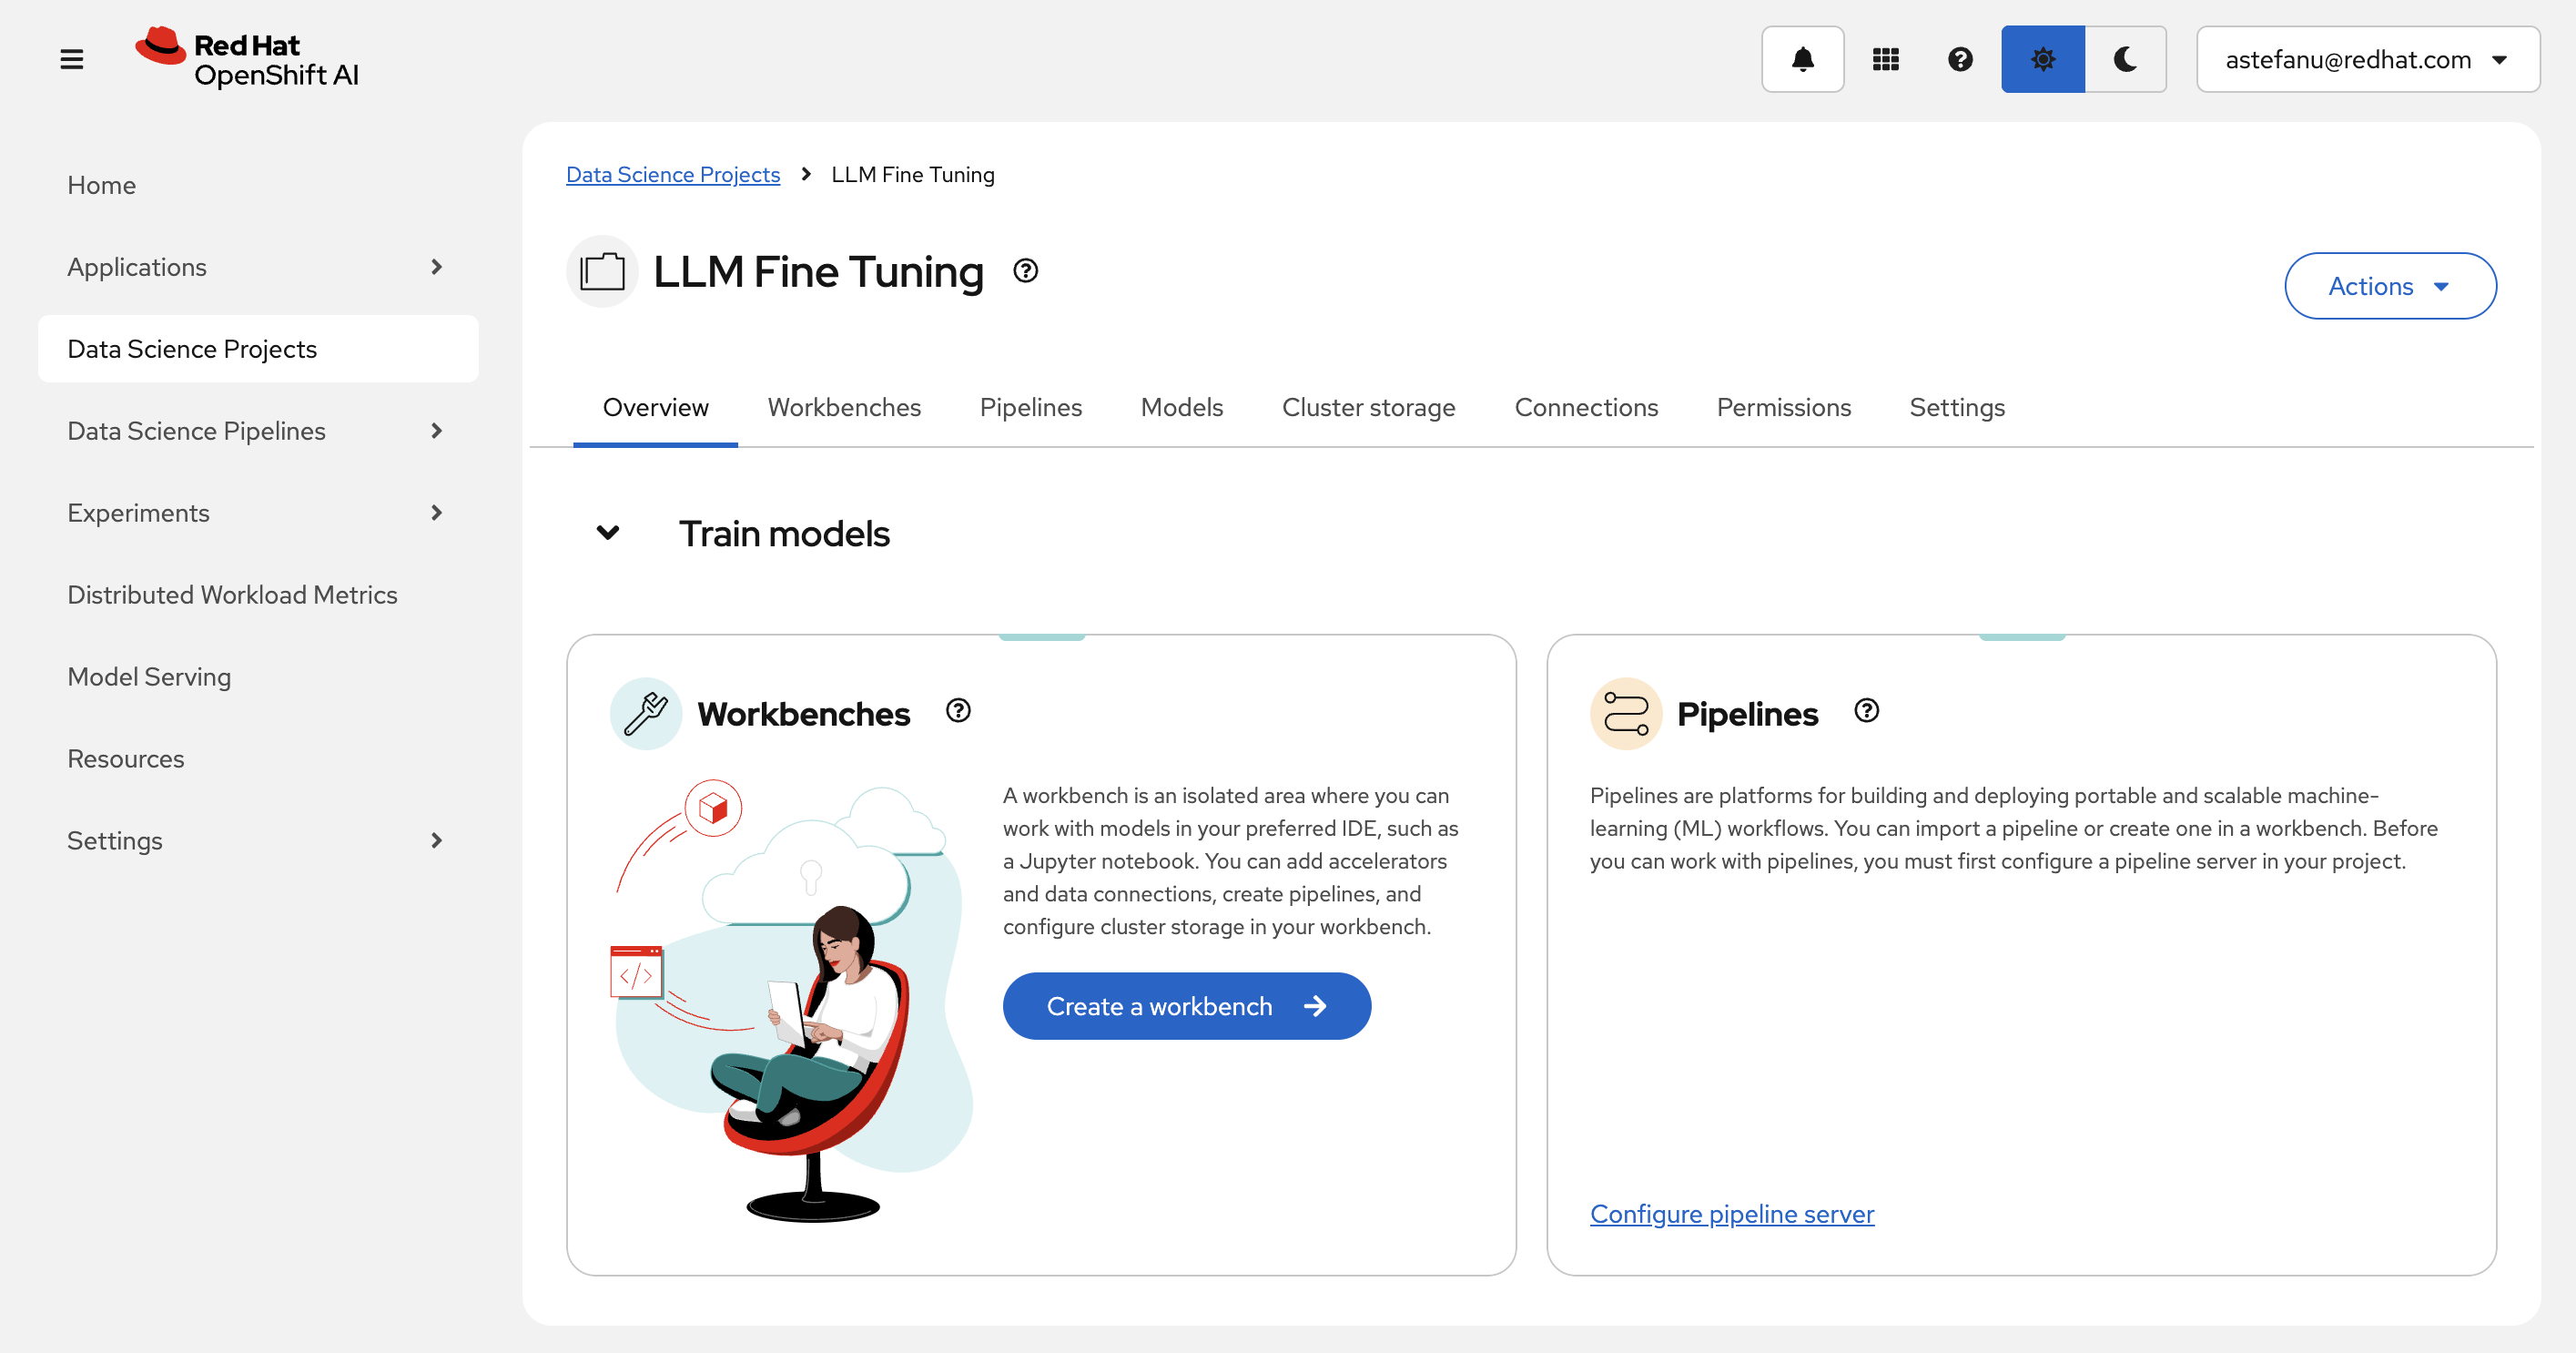 Red Hat
OpenShift AI
astefanu@redhat.com
Home
Applications
Data Science Projects
Data Science Pipelines
Experiments
Distributed Workload Metrics
Model Serving
Resources
Settings
Data Science Projects > LLM Fine Tuning
LLM Fine Tuning
Actions
Overview Workbenches Pipelines Models Cluster storage Connections Permissions Settings
Train models
Workbenches
A workbench is an isolated area where you can
work with models in your preferred IDE, such as
a Jupyter notebook. You can add accelerators
and data connections, create pipelines, and
configure cluster storage in your workbench.
Create a workbench
Pipelines
Pipelines are platforms for building and deploying portable and scalable machine-
learning (ML) workflows. You can import a pipeline or create one in a workbench. Before
you can work with pipelines, you must first configure a pipeline server in your project.
Configure pipeline server